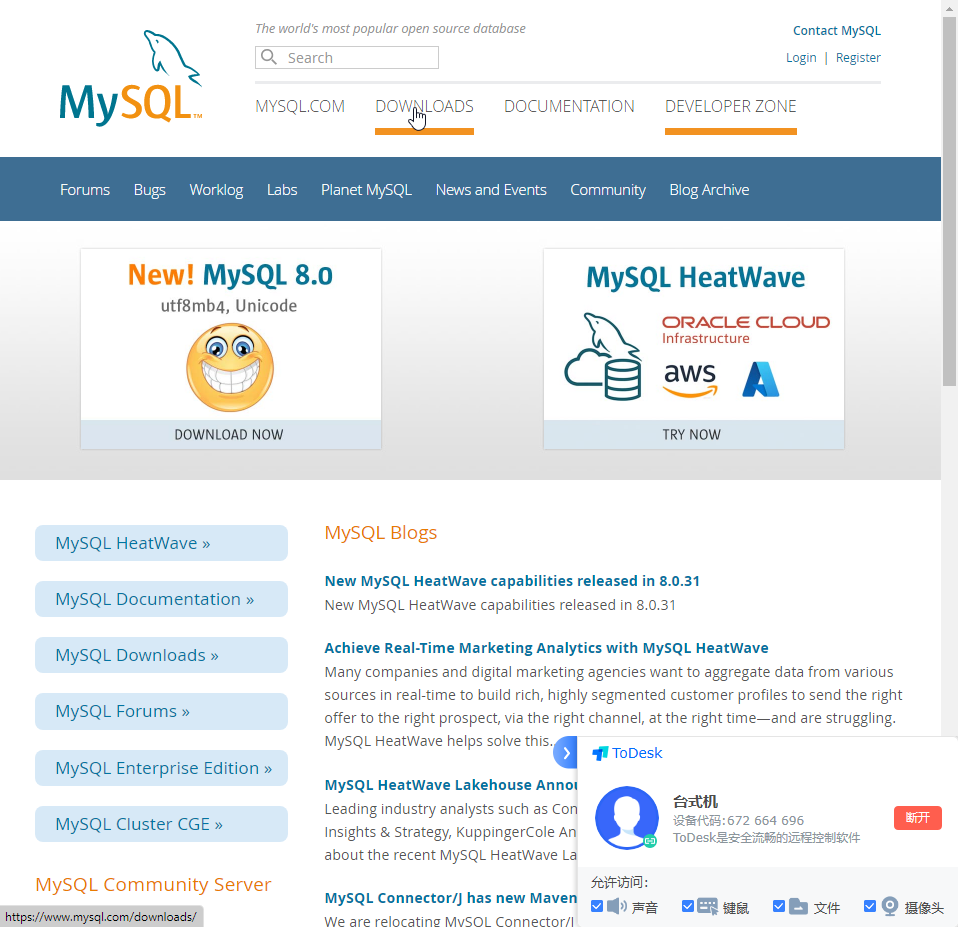 The world's most popular open source database
Contact MySQL
Search
Login | Register
MySQL™
MYSQL.COM DOWNLOADS DOCUMENTATION DEVELOPER ZONE
Forums Bugs Worklog Labs Planet MySQL News and Events Community Blog Archive
New! MySQL 8.0
utf8mb4, Unicode
DOWNLOAD NOW
MySQL HeatWave
ORACLE CLOUD
Infrastructure
aws
TRY NOW
MySQL HeatWave »
MySQL Documentation »
MySQL Downloads »
MySQL Forums »
MySQL Enterprise Edition »
MySQL Cluster CGE »
MySQL Community Server
MySQL Blogs
New MySQL HeatWave capabilities released in 8.0.31
New MySQL HeatWave capabilities released in 8.0.31
Achieve Real-Time Marketing Analytics with MySQL HeatWave
Many companies and digital marketing agencies want to aggregate data from various
sources in real-time to build rich, highly segmented customer profiles to send the right
offer to the right prospect, via the right channel, at the right time—and are struggling.
MySQL HeatWave helps solve this.
MySQL HeatWave Lakehouse
Leading industry analysts such as
Insights & Strategy, KuppingerCole
about the recent MySQL HeatWave
MySQL Connector/J has new Maven
We are relocating MySQL Connector/J
ToDesk
台式机
设备代码:672 664 696
ToDesk是安全流畅的远程控制软件
断开
允许访问:
声音 键鼠 文件 摄像头
https://www.mysql.com/downloads/